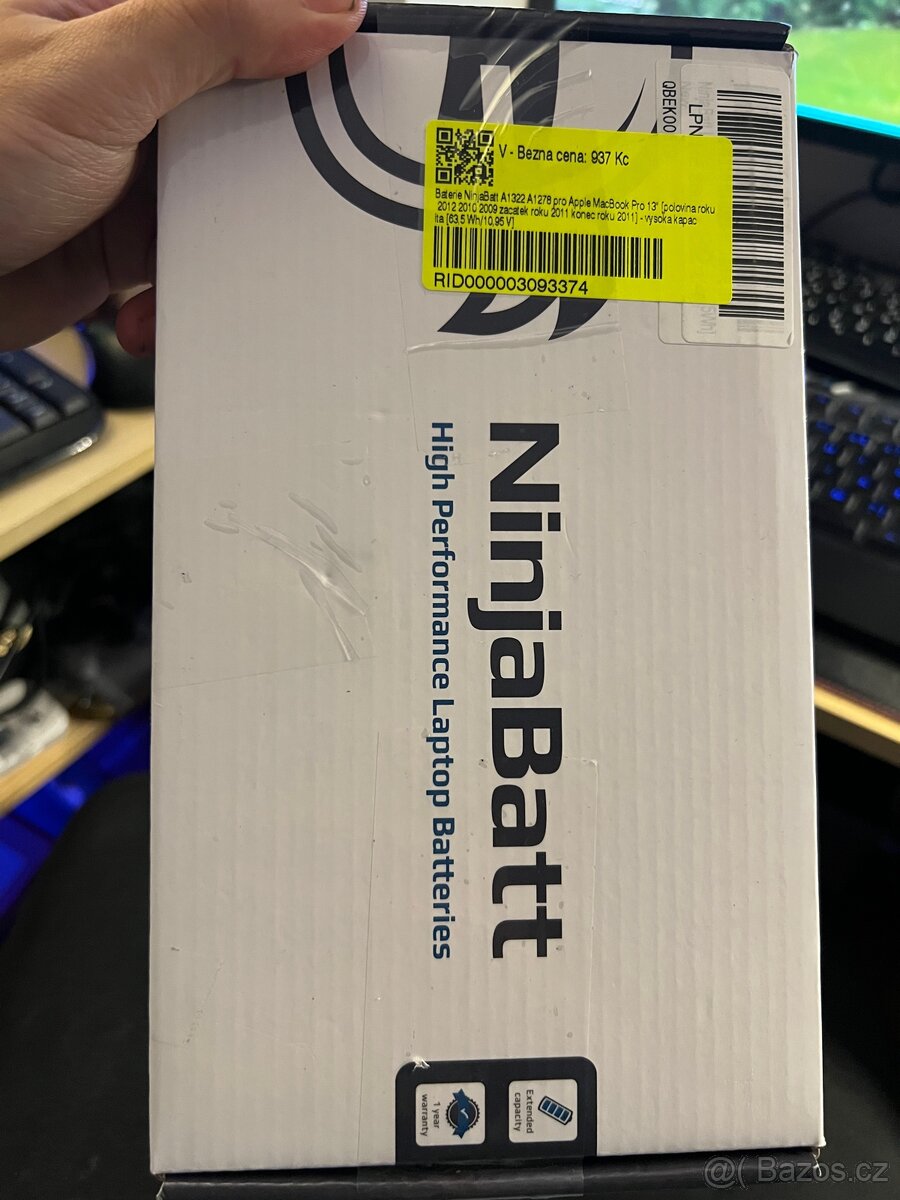 LPN
QBEK00
V - Bezna cena: 937 Kc
Baterie NinjaBatt A1322 A1278 pro Apple MacBook Pro 13" [polovina roku
2012 2010 2009 zacatek roku 2011 konec roku 2011] - vysoka kapac
ita [63.5 Wh/10,95 V]
RID000003093374
5Wh]
NinjaBatt
High Performance Laptop Batteries
Extended
capacity
1 year
warranty
@( Bazos.cz